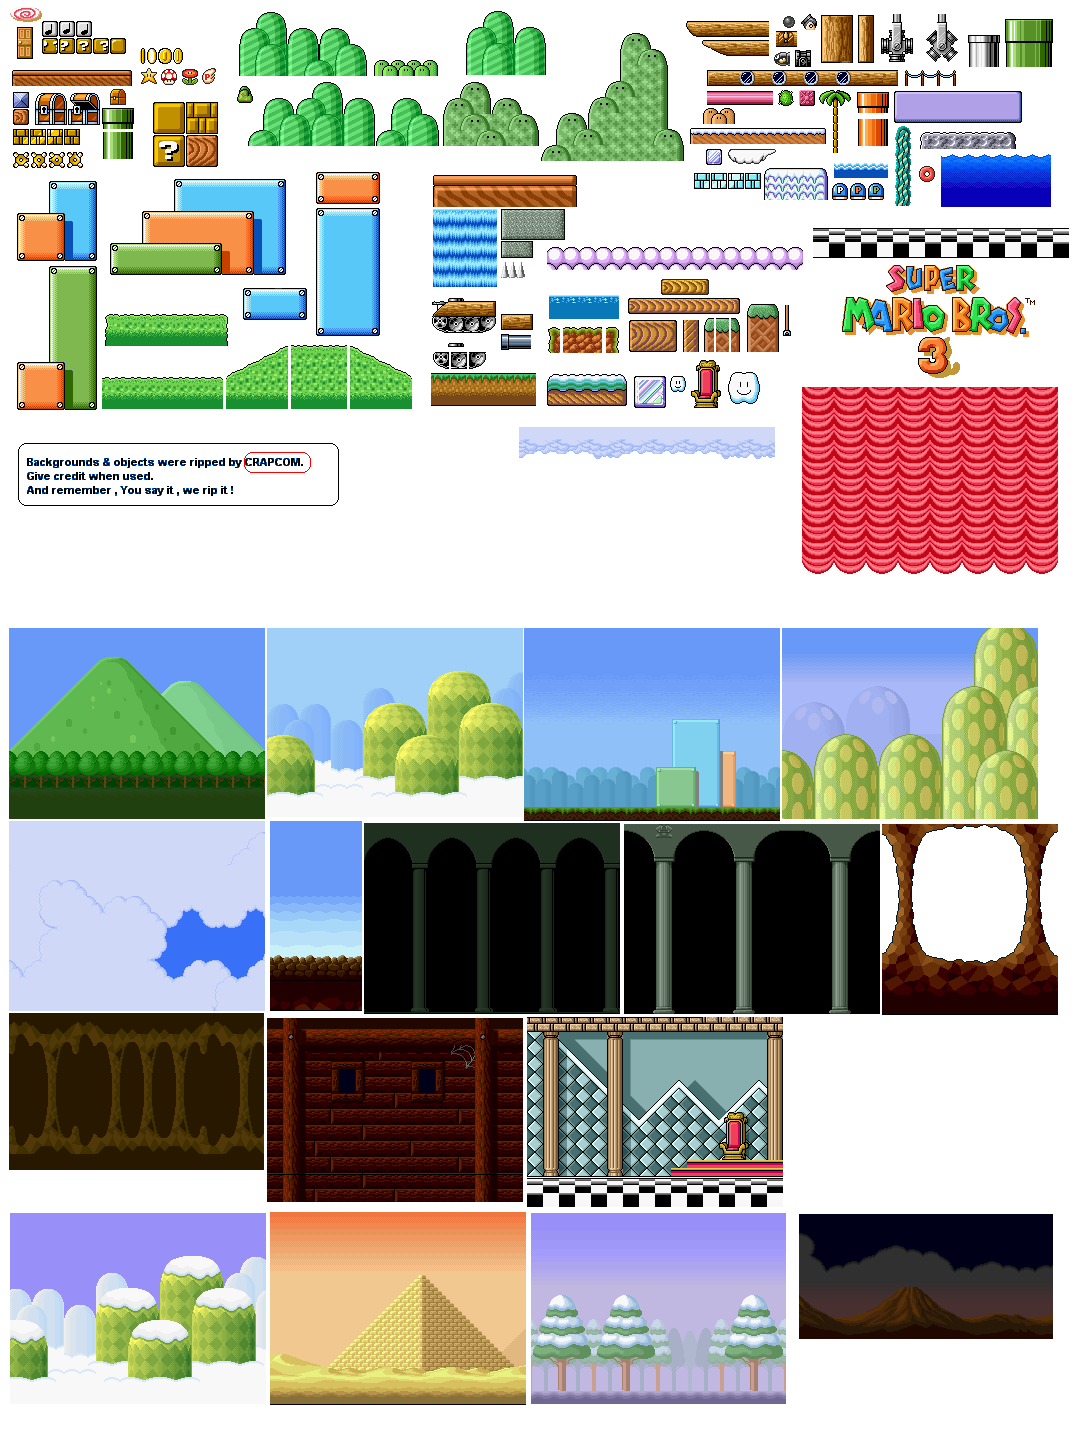 P
?
P P P
SUPER
MARIO BROS.
TM
3
Backgrounds & objects were ripped by CRAPCOM.
Give credit when used.
And remember , You say it , we rip it !